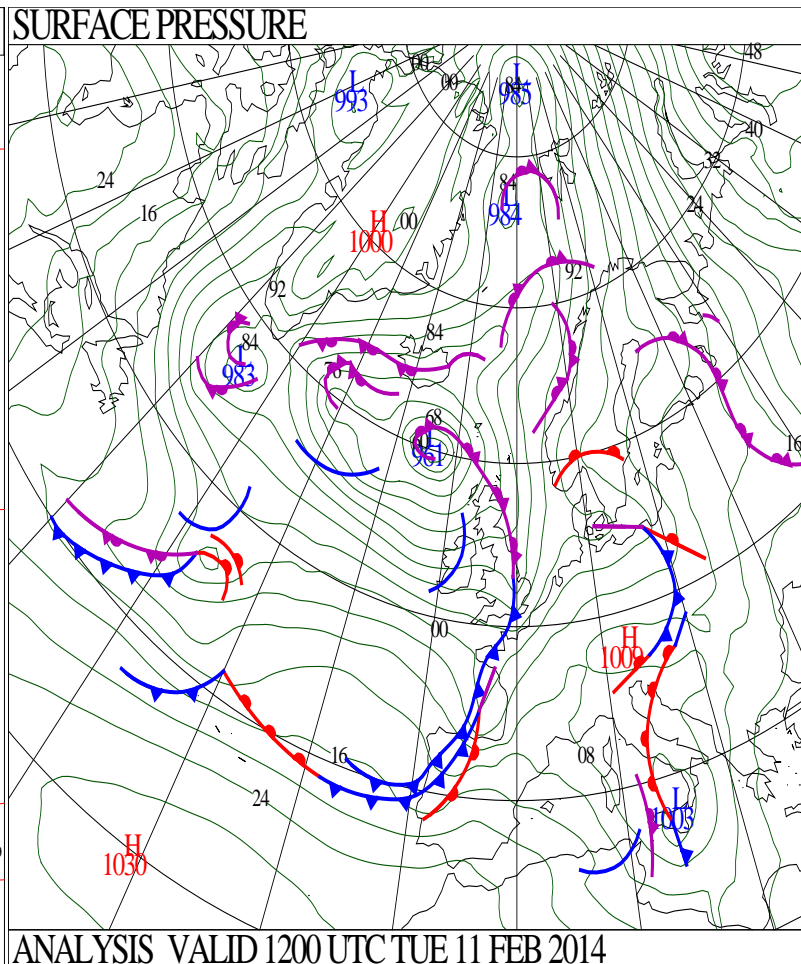 SURFACE PRESSURE
48
00
L
993
00
L
985
40
32
24
84
L
984
24
16
H
1000
00
92
92
84
84
L
983
76
68
L
961
16
00
H
1009
16
08
24
L
1003
H
1030
ANALYSIS VALID 1200 UTC TUE 11 FEB 2014